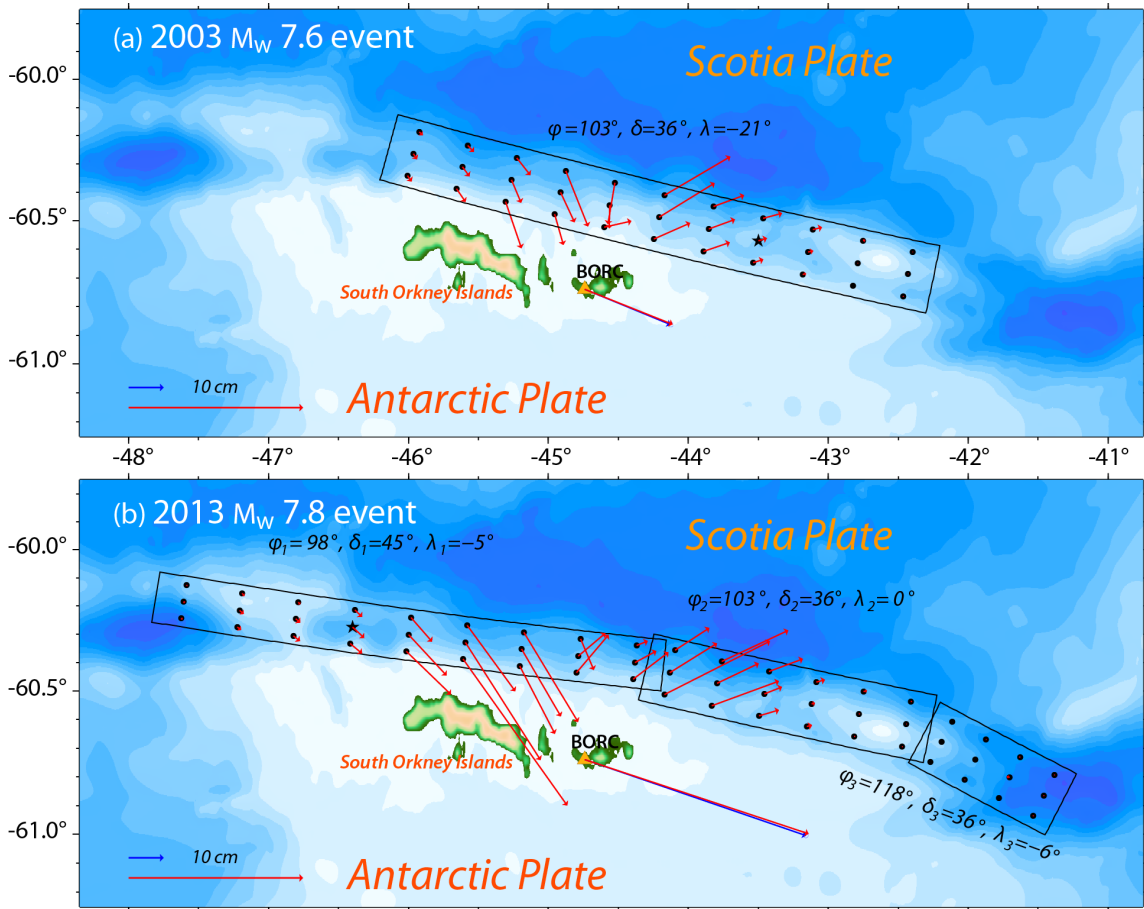 (a) 2003 MW 7.6 event
Scotia Plate
-60.0°
φ=103°, δ=36°, λ=−21°
-60.5°
BORC
South Orkney Islands
-61.0°
10 cm
Antarctic Plate
-48° -47° -46° -45° -44° -43° -42° -41°
(b) 2013 MW 7.8 event
Scotia Plate
φ1=98°, δ1=45°, λ1=−5°
-60.0°
φ2=103°, δ2=36°, λ2=0°
-60.5°
BORC
South Orkney Islands
φ3=118°, δ3=36°, λ3=−6°
-61.0°
10 cm
Antarctic Plate